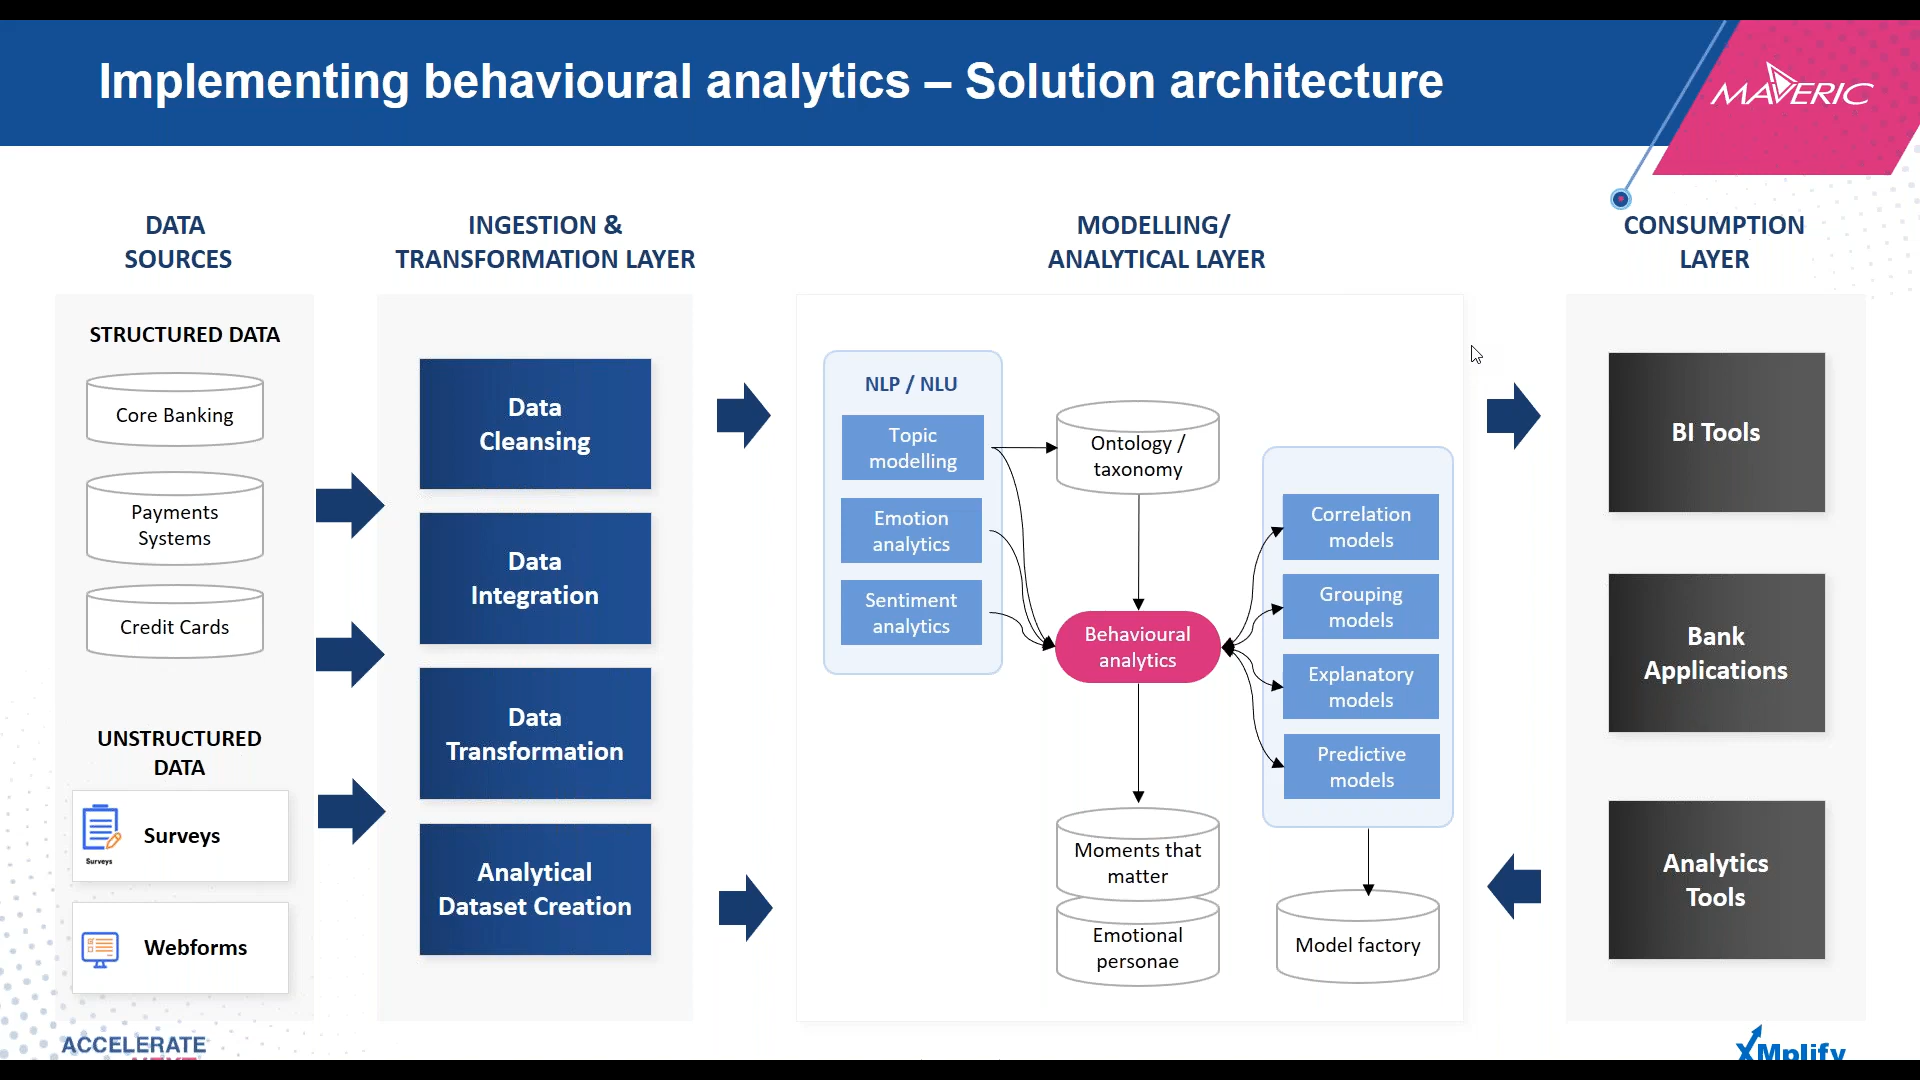 Implementing behavioural analytics – Solution architecture
MAVERIC
DATA
SOURCES
STRUCTURED DATA
Core Banking
Payments
Systems
Credit Cards
UNSTRUCTURED
DATA
Surveys
Surveys
Webforms
INGESTION &
TRANSFORMATION LAYER
Data
Cleansing
Data
Integration
Data
Transformation
Analytical
Dataset Creation
MODELLING/
ANALYTICAL LAYER
NLP / NLU
Topic
modelling
Emotion
analytics
Sentiment
analytics
Ontology /
taxonomy
Behavioural
analytics
Moments that
matter
Emotional
personae
Correlation
models
Grouping
models
Explanatory
models
Predictive
models
Model factory
CONSUMPTION
LAYER
BI Tools
Bank
Applications
Analytics
Tools
ACCELERATE
NEXT
XMplify